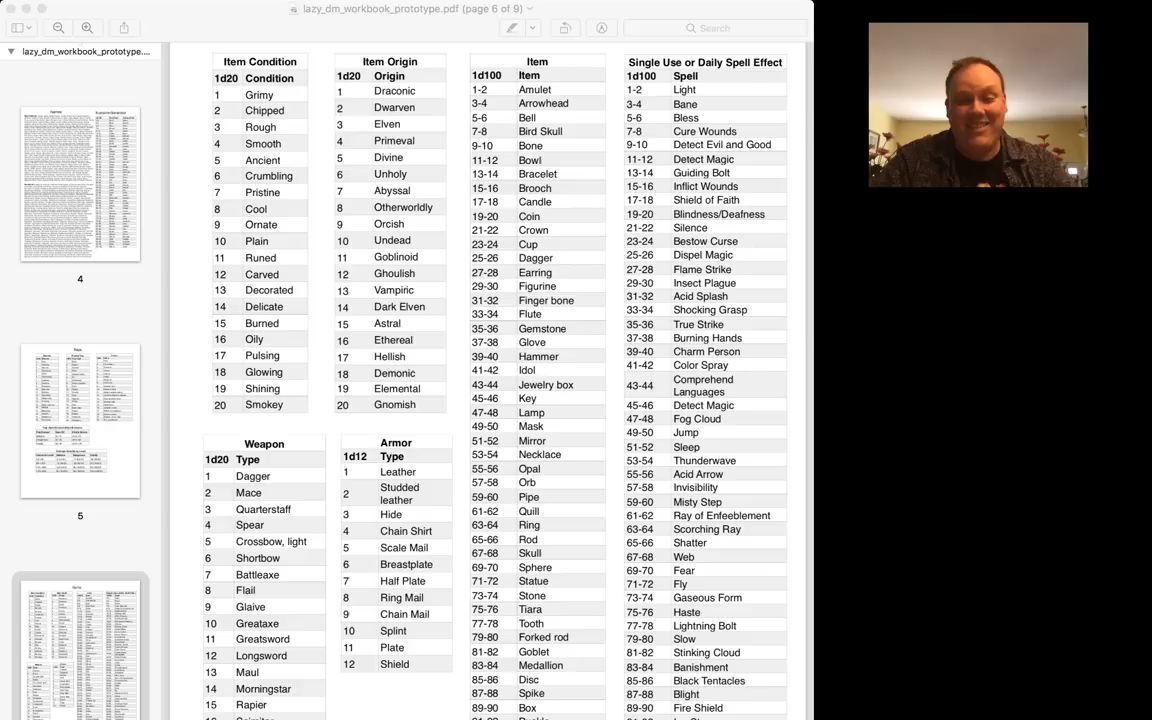 lazy_dm_workbook_prototype.pdf (page 6 of 9)
Search
lazy_dm_workbook_prototype....
4
5
Item Condition
1d20 Condition
1 Grimy
2 Chipped
3 Rough
4 Smooth
5 Ancient
6 Crumbling
7 Pristine
8 Cool
9 Ornate
10 Plain
11 Runed
12 Carved
13 Decorated
14 Delicate
15 Burned
16 Oily
17 Pulsing
18 Glowing
19 Shining
20 Smokey
Item Origin
1d20 Origin
1 Draconic
2 Dwarven
3 Elven
4 Primeval
5 Divine
6 Unholy
7 Abyssal
8 Otherworldly
9 Orcish
10 Undead
11 Goblinoid
12 Ghoulish
13 Vampiric
14 Dark Elven
15 Astral
16 Ethereal
17 Hellish
18 Demonic
19 Elemental
20 Gnomish
Weapon
1d20 Type
1 Dagger
2 Mace
3 Quarterstaff
4 Spear
5 Crossbow, light
6 Shortbow
7 Battleaxe
8 Flail
9 Glaive
10 Greataxe
11 Greatsword
12 Longsword
13 Maul
14 Morningstar
15 Rapier
Armor
1d12 Type
1 Leather
2 Studded
leather
3 Hide
4 Chain Shirt
5 Scale Mail
6 Breastplate
7 Half Plate
8 Ring Mail
9 Chain Mail
10 Splint
11 Plate
12 Shield
Item
1d100 Item
1-2 Amulet
3-4 Arrowhead
5-6 Bell
7-8 Bird Skull
9-10 Bone
11-12 Bowl
13-14 Bracelet
15-16 Brooch
17-18 Candle
19-20 Coin
21-22 Crown
23-24 Cup
25-26 Dagger
27-28 Earring
29-30 Figurine
31-32 Finger bone
33-34 Flute
35-36 Gemstone
37-38 Glove
39-40 Hammer
41-42 Idol
43-44 Jewelry box
45-46 Key
47-48 Lamp
49-50 Mask
51-52 Mirror
53-54 Necklace
55-56 Opal
57-58 Orb
59-60 Pipe
61-62 Quill
63-64 Ring
65-66 Rod
67-68 Skull
69-70 Sphere
71-72 Statue
73-74 Stone
75-76 Tiara
77-78 Tooth
79-80 Forked rod
81-82 Goblet
83-84 Medallion
85-86 Disc
87-88 Spike
89-90 Box
Single Use or Daily Spell Effect
1d100 Spell
1-2 Light
3-4 Bane
5-6 Bless
7-8 Cure Wounds
9-10 Detect Evil and Good
11-12 Detect Magic
13-14 Guiding Bolt
15-16 Inflict Wounds
17-18 Shield of Faith
19-20 Blindness/Deafness
21-22 Silence
23-24 Bestow Curse
25-26 Dispel Magic
27-28 Flame Strike
29-30 Insect Plague
31-32 Acid Splash
33-34 Shocking Grasp
35-36 True Strike
37-38 Burning Hands
39-40 Charm Person
41-42 Color Spray
43-44 Comprehend
Languages
45-46 Detect Magic
47-48 Fog Cloud
49-50 Jump
51-52 Sleep
53-54 Thunderwave
55-56 Acid Arrow
57-58 Invisibility
59-60 Misty Step
61-62 Ray of Enfeeblement
63-64 Scorching Ray
65-66 Shatter
67-68 Web
69-70 Fear
71-72 Fly
73-74 Gaseous Form
75-76 Haste
77-78 Lightning Bolt
79-80 Slow
81-82 Stinking Cloud
83-84 Banishment
85-86 Black Tentacles
87-88 Blight
89-90 Fire Shield